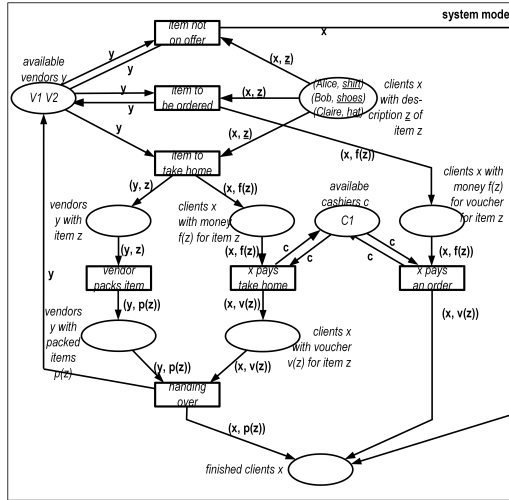 system mode
item not
on offer
x
available
vendors y
y
y
(x, z)
(Alice, shirt)
(Bob, shoes)
(Claire, hat)
clients x
with des-
cription z of
item z
V1 V2
y
y
item to
be ordered
(x, z)
y
(x, z)
item to
take home
(x, f(z))
clients x with
money f(z)
for voucher
for item z
(y, z)
(x, f(z))
availabe
cashiers c
vendors
y with
item z
clients x
with money
f(z) for item z
C1
(y, z)
(x, f(z))
c
c
c
c
(x, f(z))
y
vendor
packs item
x pays
take home
x pays
an order
vendors
y with
packed
items
p(z)
(y, p(z))
(x, v(z))
clients x
with voucher
v(z) for item z
(x, v(z))
(y, p(z))
(x, v(z))
handing
over
(x, p(z))
finished clients x